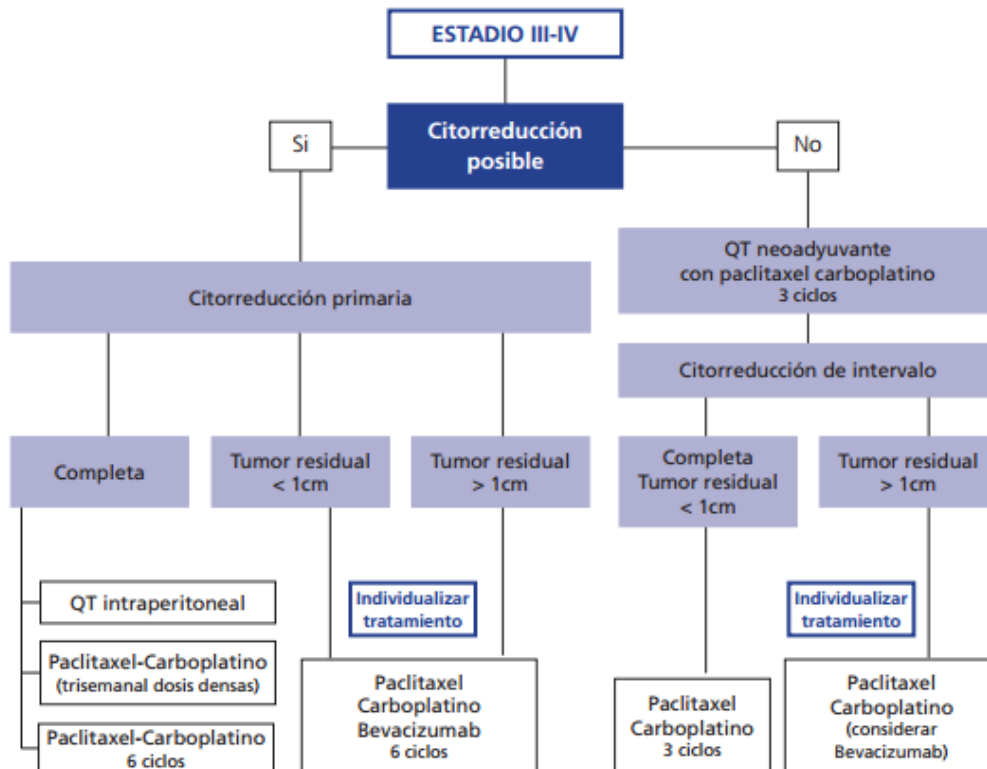 ESTADIO III-IV
Si
Citorreducción
posible
No
Citorreducción primaria
QT neoadyuvante
con paclitaxel carboplatino
3 ciclos
Citorreducción de intervalo
Completa
Tumor residual
< 1cm
Tumor residual
> 1cm
Completa
Tumor residual
< 1cm
Tumor residual
> 1cm
QT intraperitoneal
Paclitaxel-Carboplatino
(trisemanal dosis densas)
Paclitaxel-Carboplatino
6 ciclos
Individualizar
tratamiento
Paclitaxel
Carboplatino
Bevacizumab
6 ciclos
Paclitaxel
Carboplatino
3 ciclos
Individualizar
tratamiento
Paclitaxel
Carboplatino
(considerar
Bevacizumab)